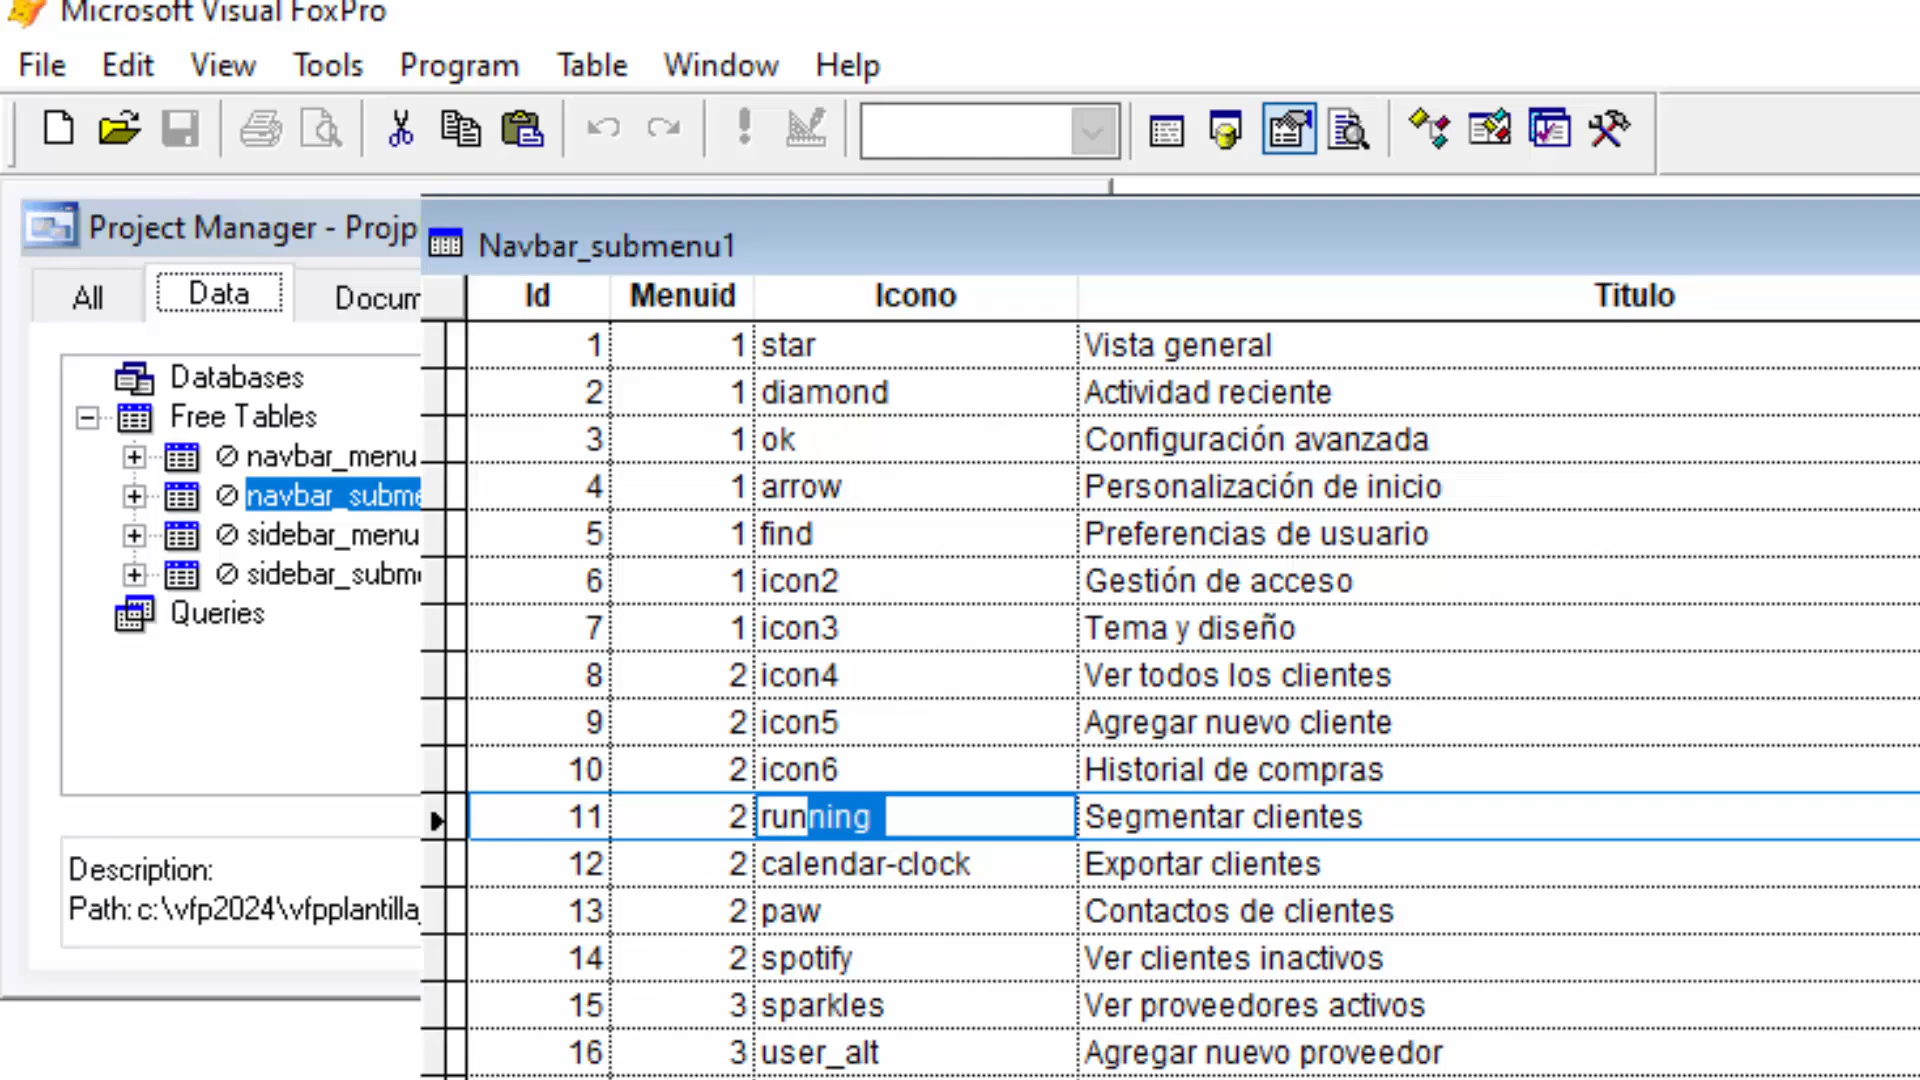 Microsoft Visual FoxPro
File Edit View Tools Program Table Window Help
Project Manager - Projp
All Data Docum
Databases
Free Tables
navbar_menu
navbar_subme
sidebar_menu
sidebar_subm
Queries
Description:
Path: c:\vfp2024\vfpplantilla
Navbar_submenu1
Id Menuid Icono Titulo
1 1 star Vista general
2 1 diamond Actividad reciente
3 1 ok Configuración avanzada
4 1 arrow Personalización de inicio
5 1 find Preferencias de usuario
6 1 icon2 Gestión de acceso
7 1 icon3 Tema y diseño
8 2 icon4 Ver todos los clientes
9 2 icon5 Agregar nuevo cliente
10 2 icon6 Historial de compras
11 2 running Segmentar clientes
12 2 calendar-clock Exportar clientes
13 2 paw Contactos de clientes
14 2 spotify Ver clientes inactivos
15 3 sparkles Ver proveedores activos
16 3 user_alt Agregar nuevo proveedor